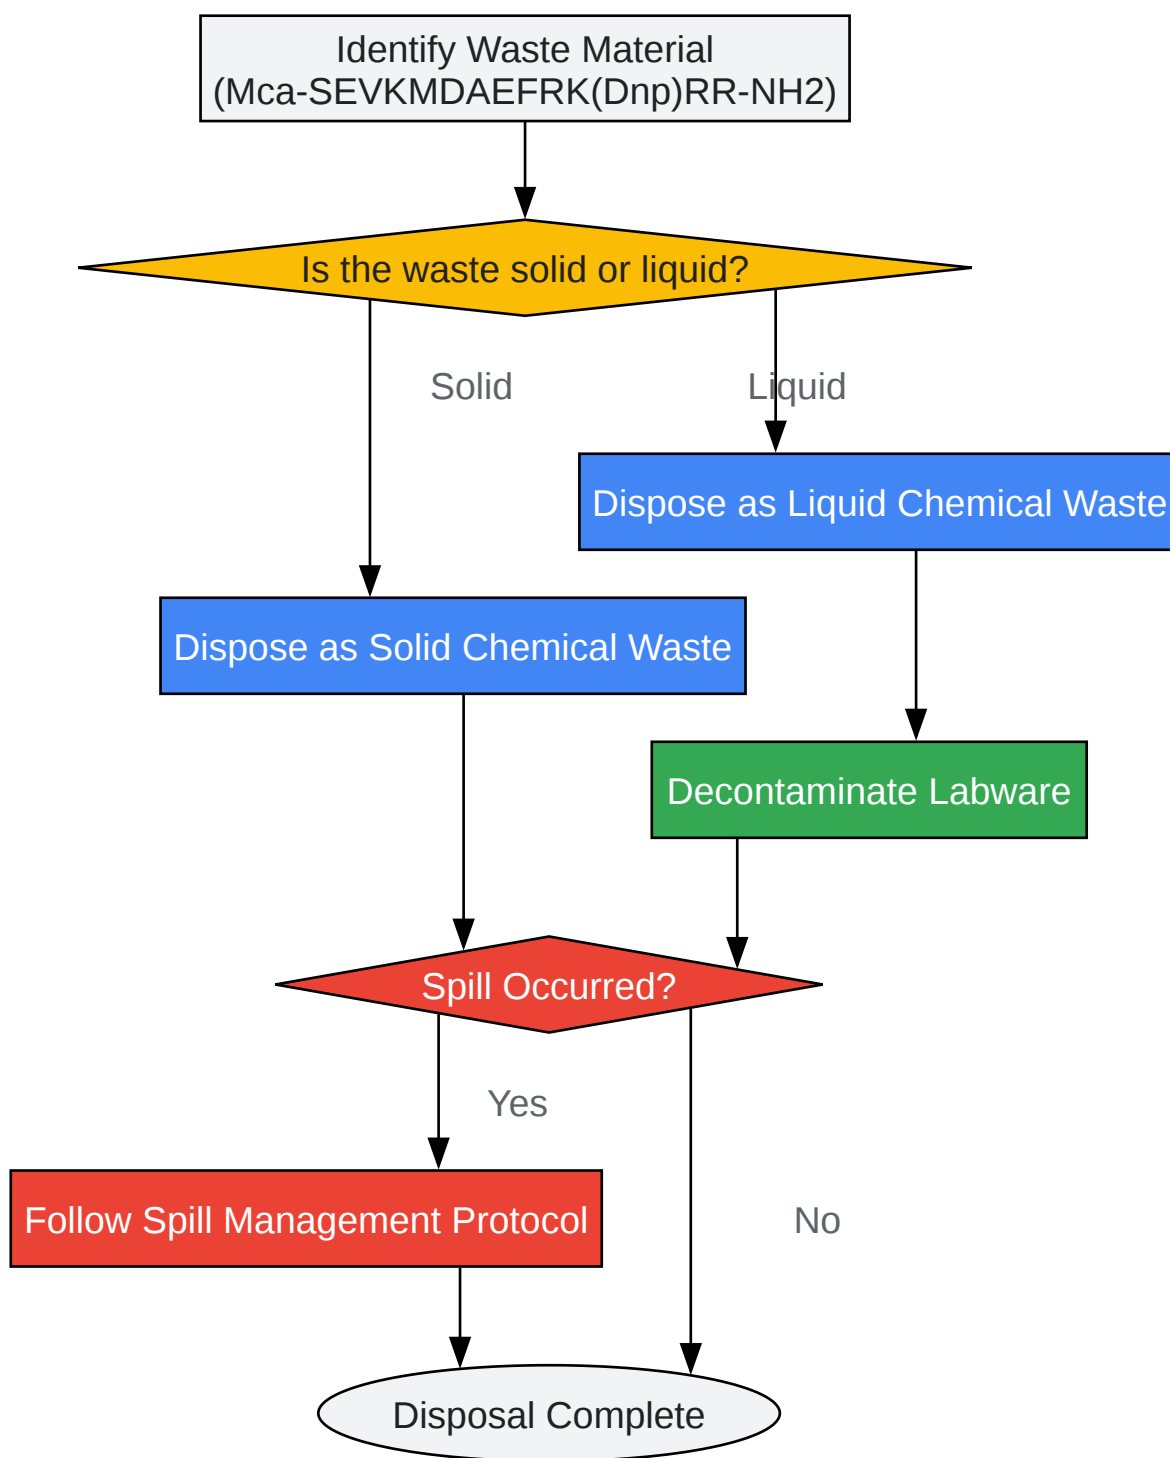 Identify Waste Material
(Mca-SEVKMDAEFRK(Dnp)RR-NH2)
Is the waste solid or liquid?
Solid
Liquid
Dispose as Liquid Chemical Waste
Dispose as Solid Chemical Waste
Decontaminate Labware
Spill Occurred?
Yes
Follow Spill Management Protocol
No
Disposal Complete